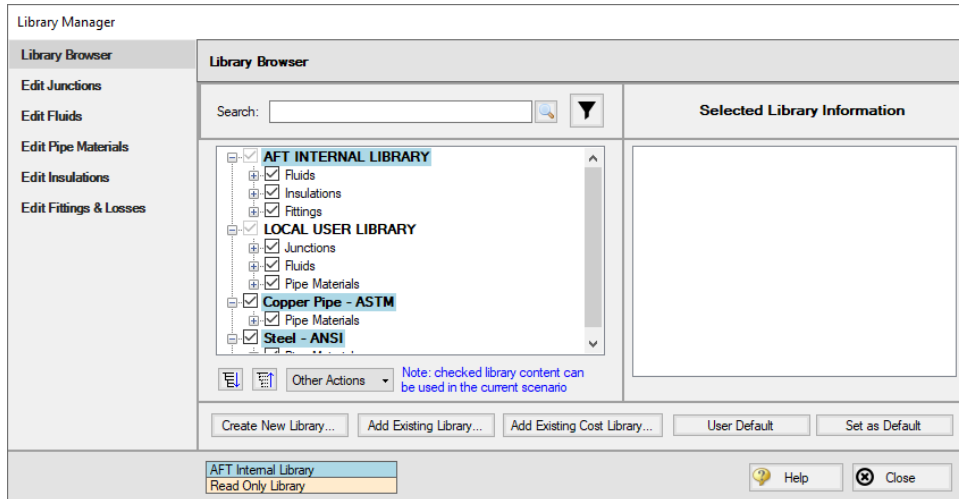 Library Manager
Library Browser
Edit Junctions
Edit Fluids
Edit Pipe Materials
Edit Insulations
Edit Fittings & Losses
Library Browser
Search:
Selected Library Information
AFT INTERNAL LIBRARY
Fluids
Insulations
Fittings
LOCAL USER LIBRARY
Junctions
Fluids
Pipe Materials
Copper Pipe - ASTM
Pipe Materials
Steel - ANSI
Other Actions
Note: checked library content can
be used in the current scenario
Create New Library...
Add Existing Library...
Add Existing Cost Library...
User Default
Set as Default
AFT Internal Library
Read Only Library
Help
Close